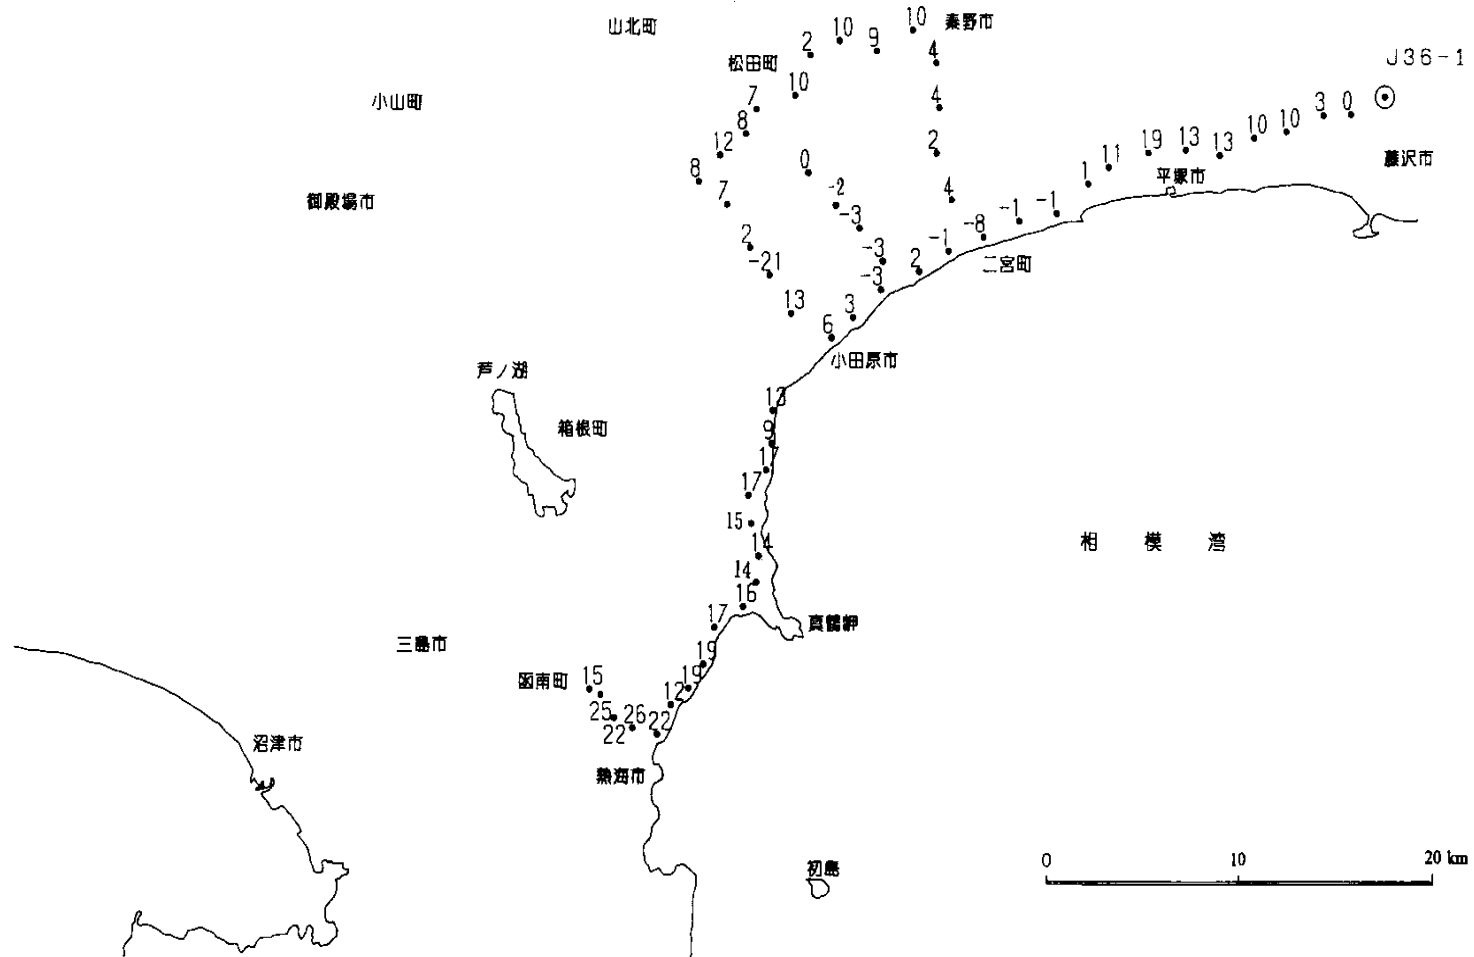 山北町
10
10
秦野市
2
9
4
松田町
J36-1
小山町
10
7
4
8
3
0
10
10
13
13
19
11
1
藤沢市
平塚市
12
8
7
0
2
御殿場市
-2
4
-3
-1
-1
-8
-1
2
-21
-3
2
-3
二宮町
13
3
6
小田原市
芦ノ湖
13
9
箱根町
17
17
15
14
相 模 湾
14
16
17
真鶴岬
三島市
19
15
函南町
19
12
25
26
22
22
沼津市
熱海市
初島
0
10
20 km